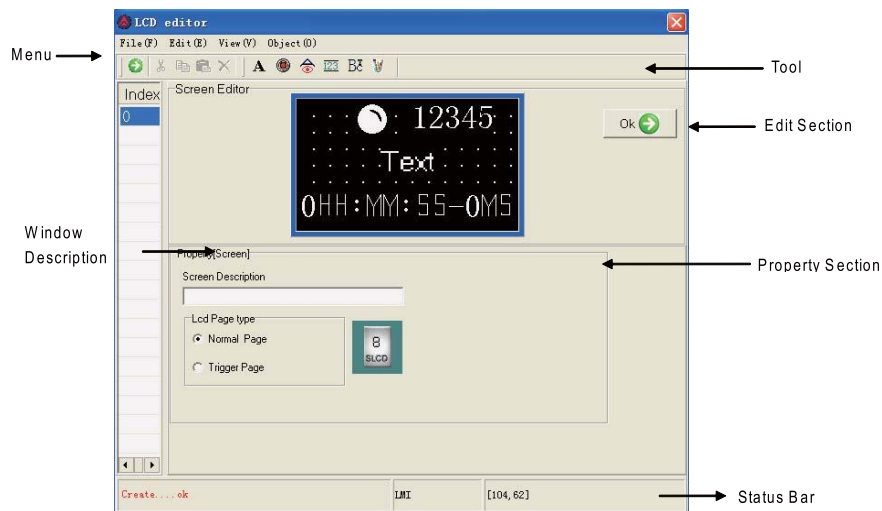 LCD editor
File(F) Edit(E) View(V) Object(O)
Menu
A 123
Tool
Index
Screen Editor
0
12345
Ok
Edit Section
Text
0HH:MM:SS-0MS
Window
Description
Property[Screen]
Property Section
Screen Description
Lcd Page type
Normal Page
8
SLCD
Trigger Page
Create....ok
LMI
[104,62]
Status Bar